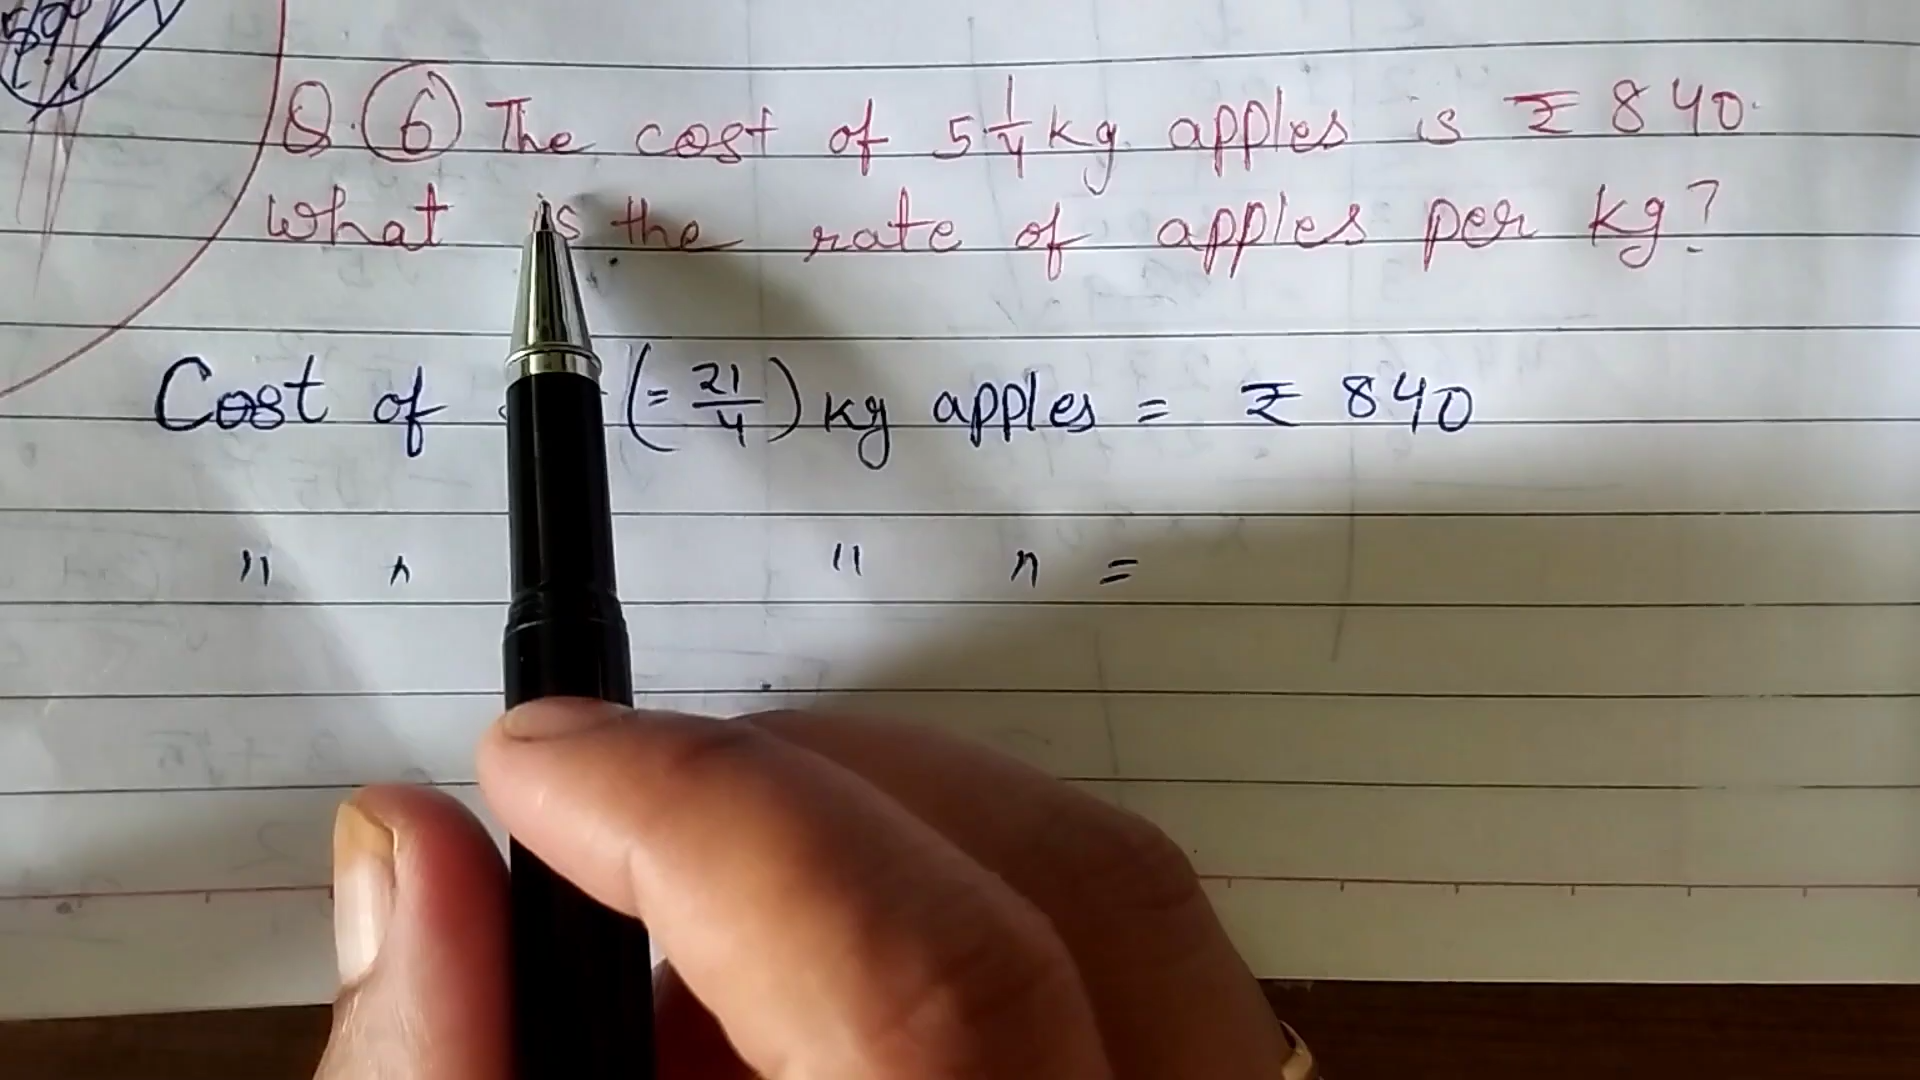 Q. 6 The cost of 5 1/4 kg apples is ₹ 840.
What is the rate of apples per kg?
Cost of (= 21/4) kg apples = ₹ 840
" " " " =